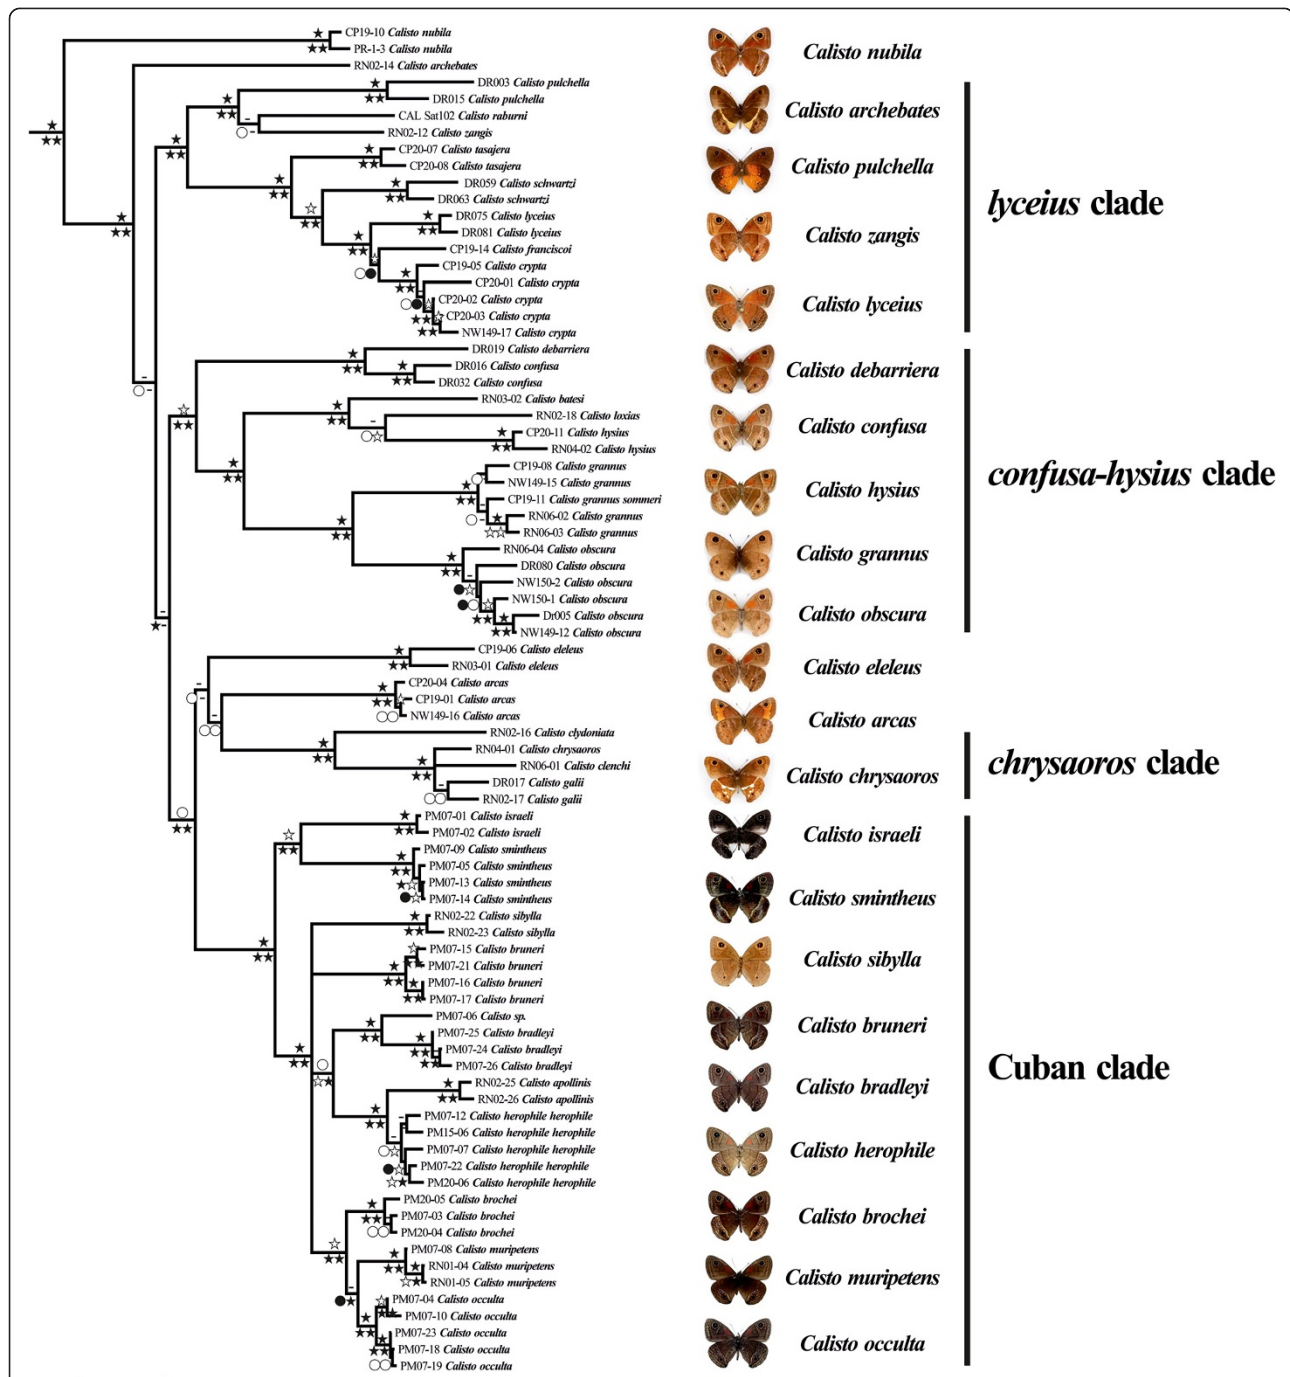 CP19-10 Calisto nubila
PR-1-3 Calisto nubila
RN02-14 Calisto archebates
DR003 Calisto pulchella
DR015 Calisto pulchella
CAL Sat102 Calisto raburni
RN02-12 Calisto zangis
CP20-07 Calisto tasajera
CP20-08 Calisto tasajera
DR059 Calisto schwartzi
DR063 Calisto schwartzi
DR075 Calisto lyceius
DR081 Calisto lyceius
CP19-14 Calisto franciscoi
CP19-05 Calisto crypta
CP20-01 Calisto crypta
CP20-02 Calisto crypta
CP20-03 Calisto crypta
NW149-17 Calisto crypta
DR019 Calisto debarriera
DR016 Calisto confusa
DR032 Calisto confusa
RN03-02 Calisto batesi
RN02-18 Calisto loxias
CP20-11 Calisto hysius
RN04-02 Calisto hysius
CP19-08 Calisto grannus
NW149-15 Calisto grannus
CP19-11 Calisto grannus sommeri
RN06-02 Calisto grannus
RN06-03 Calisto grannus
RN06-04 Calisto obscura
DR080 Calisto obscura
NW150-2 Calisto obscura
NW150-1 Calisto obscura
Dr005 Calisto obscura
NW149-12 Calisto obscura
CP19-06 Calisto eleleus
RN03-01 Calisto eleleus
CP20-04 Calisto arcas
CP19-01 Calisto arcas
NW149-16 Calisto arcas
RN02-16 Calisto clydoniata
RN04-01 Calisto chrysaoros
RN06-01 Calisto clenchi
DR017 Calisto galii
RN02-17 Calisto galii
PM07-01 Calisto israeli
PM07-02 Calisto israeli
PM07-09 Calisto smintheus
PM07-05 Calisto smintheus
PM07-13 Calisto smintheus
PM07-14 Calisto smintheus
RN02-22 Calisto sibylla
RN02-23 Calisto sibylla
PM07-15 Calisto bruneri
PM07-21 Calisto bruneri
PM07-16 Calisto bruneri
PM07-17 Calisto bruneri
PM07-06 Calisto sp.
PM07-25 Calisto bradleyi
PM07-24 Calisto bradleyi
PM07-26 Calisto bradleyi
RN02-25 Calisto apollinis
RN02-26 Calisto apollinis
PM07-12 Calisto herophile herophile
PM15-06 Calisto herophile herophile
PM07-07 Calisto herophile herophile
PM07-22 Calisto herophile herophile
PM20-06 Calisto herophile herophile
PM20-05 Calisto brochei
PM07-03 Calisto brochei
PM20-04 Calisto brochei
PM07-08 Calisto muripetens
RN01-04 Calisto muripetens
RN01-05 Calisto muripetens
PM07-04 Calisto occulta
PM07-10 Calisto occulta
PM07-23 Calisto occulta
PM07-18 Calisto occulta
PM07-19 Calisto occulta
Calisto nubila
Calisto archebates
Calisto pulchella
Calisto zangis
Calisto lyceius
Calisto debarriera
Calisto confusa
Calisto hysius
Calisto grannus
Calisto obscura
Calisto eleleus
Calisto arcas
Calisto chrysaoros
Calisto israeli
Calisto smintheus
Calisto sibylla
Calisto bruneri
Calisto bradleyi
Calisto herophile
Calisto brochei
Calisto muripetens
Calisto occulta
lyceius clade
confusa-hysius clade
chrysaoros clade
Cuban clade